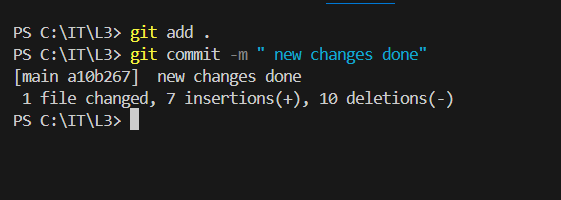 PS C:\IT\L3> git add .
PS C:\IT\L3> git commit -m " new changes done"
[main a10b267]  new changes done
 1 file changed, 7 insertions(+), 10 deletions(-)
PS C:\IT\L3>